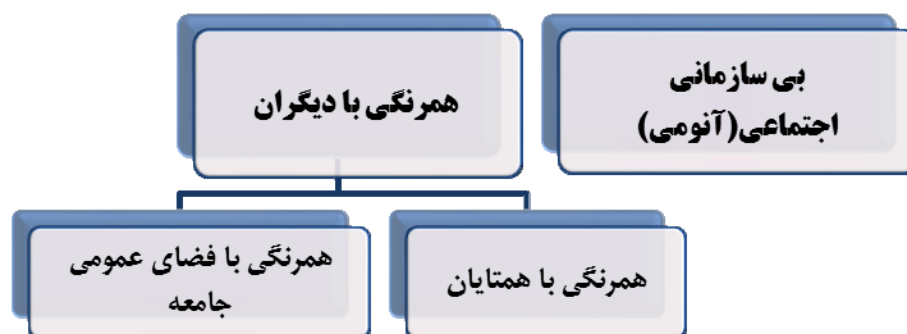 بی سازمانی
اجتماعی(آنومی)
همرنگی با دیگران
همرنگی با همتایان
همرنگی با فضای عمومی
جامعه